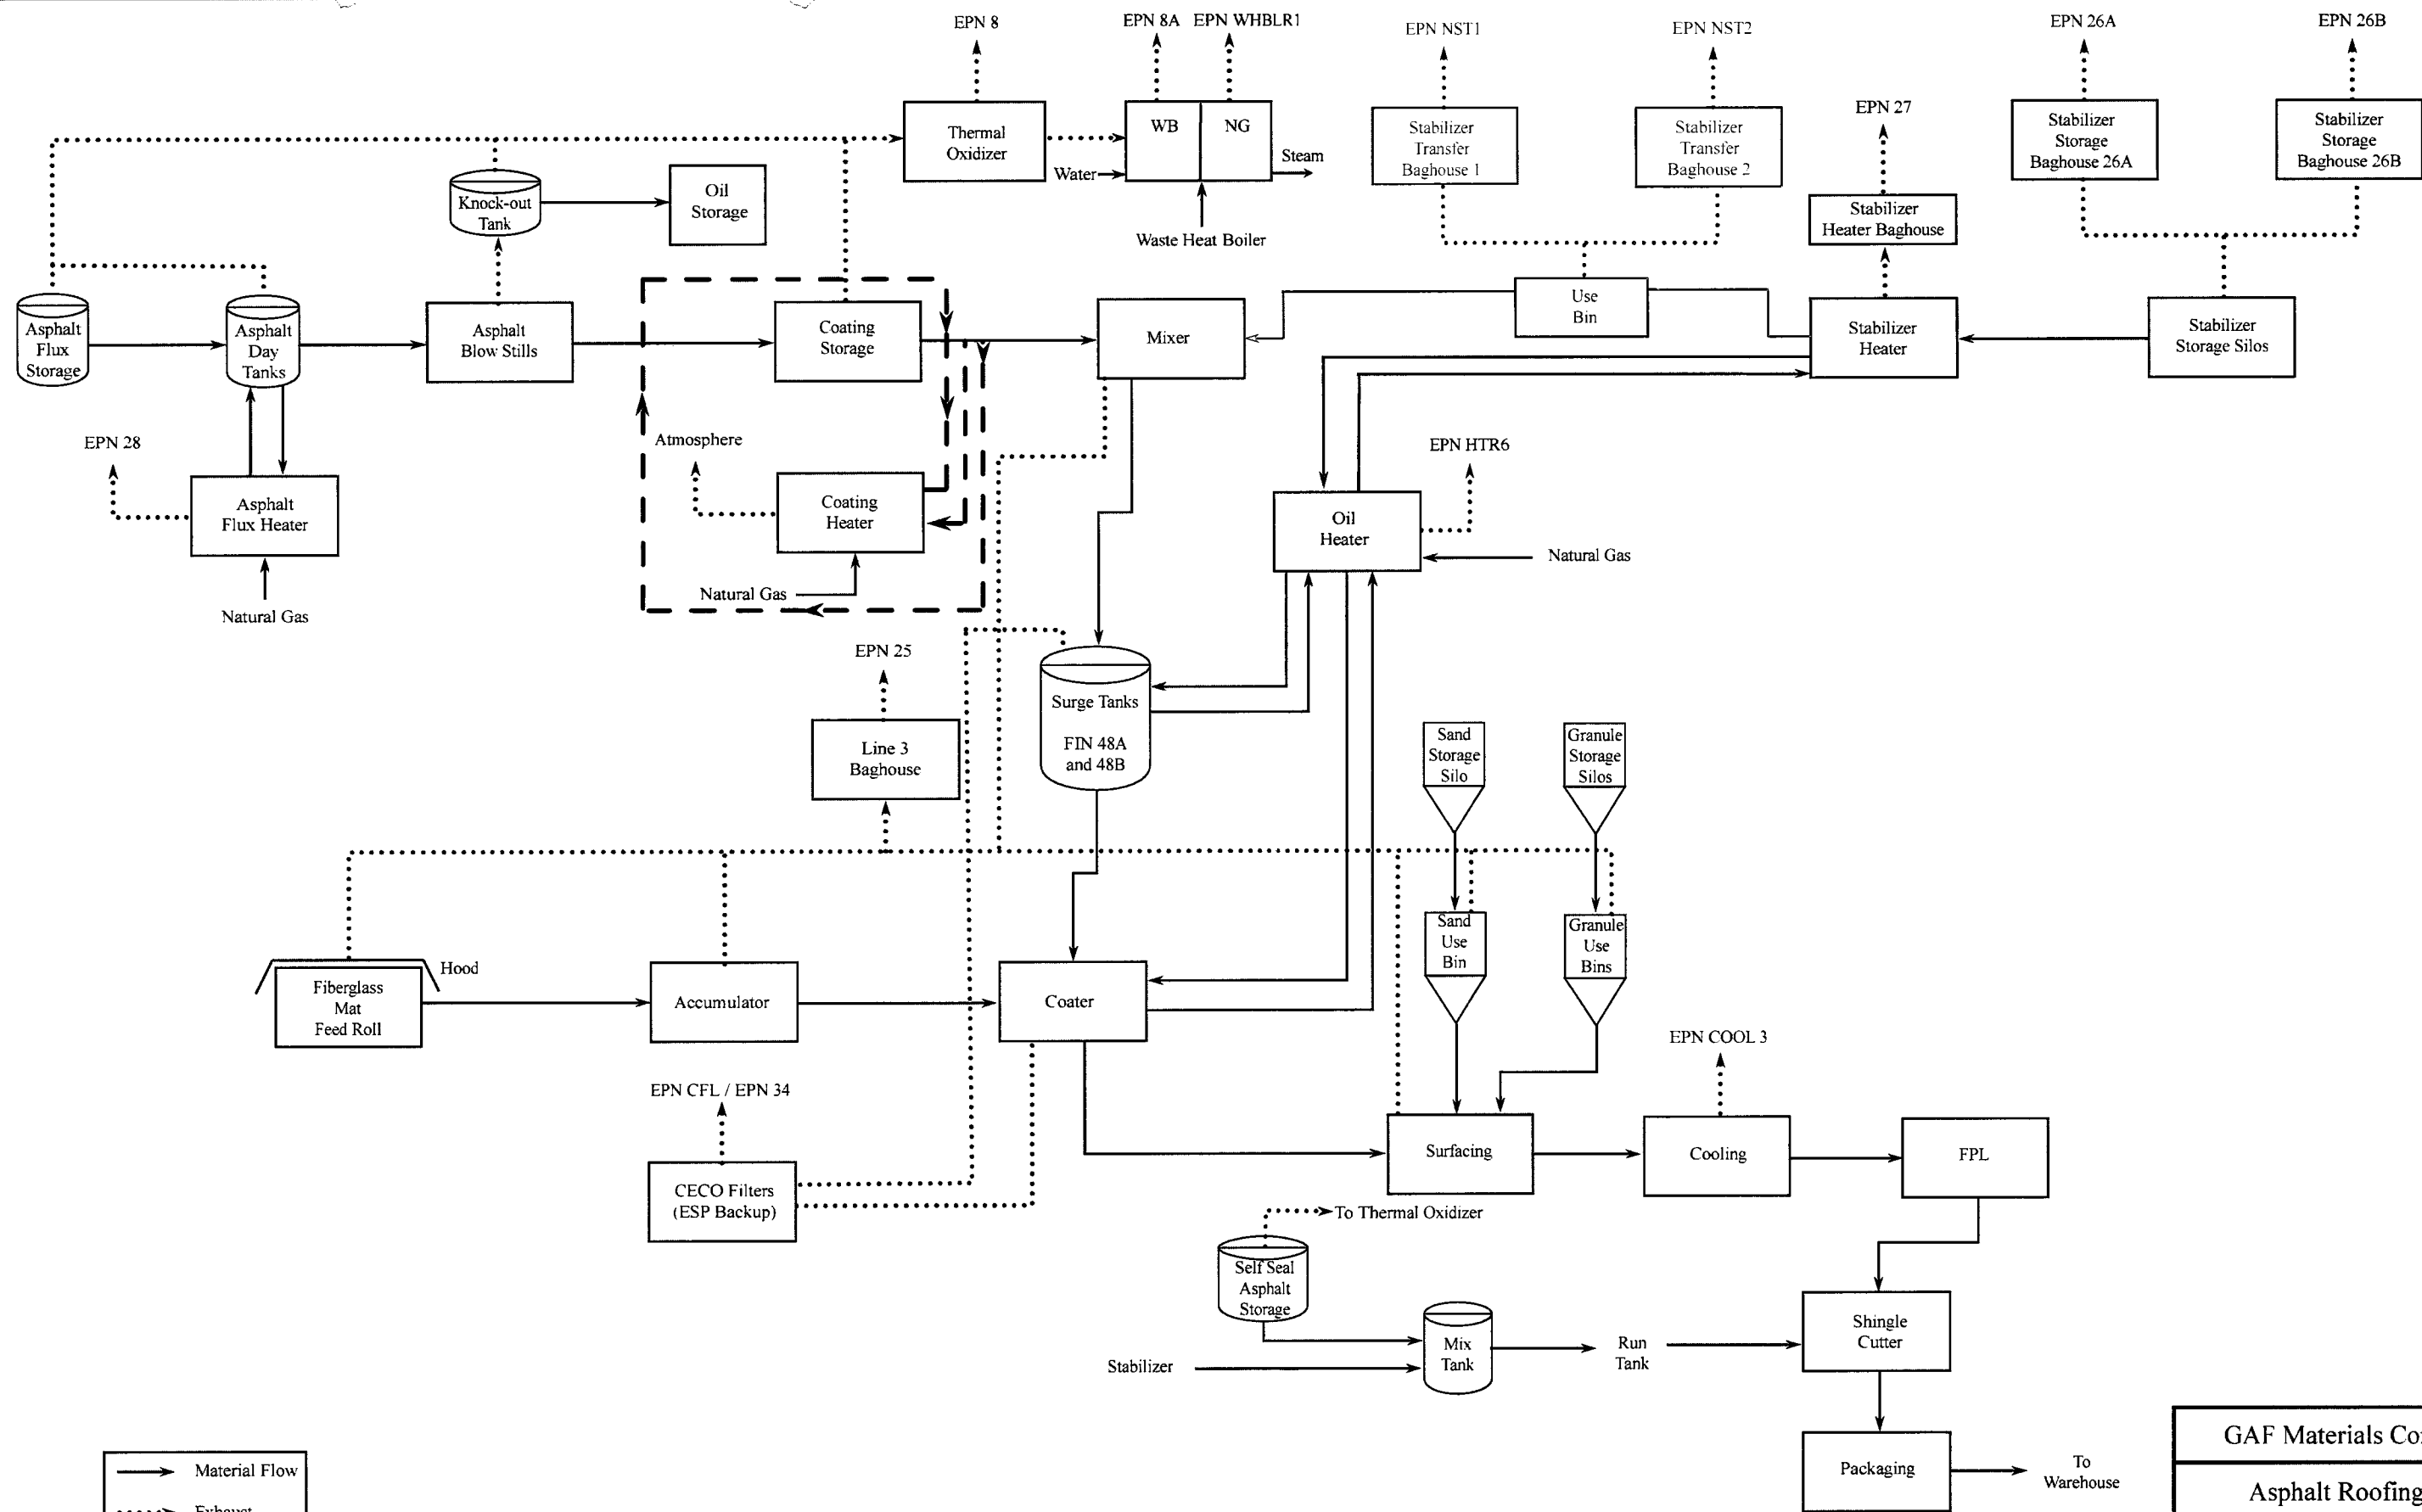 EPN 8
EPN 8A
EPN WHBLR1
EPN NST1
EPN NST2
EPN 26A
EPN 26B
Thermal
Oxidizer
WB
NG
Water
Steam
Waste Heat Boiler
Stabilizer
Transfer
Baghouse 1
Stabilizer
Transfer
Baghouse 2
EPN 27
Stabilizer
Heater Baghouse
Stabilizer
Storage
Baghouse 26A
Stabilizer
Storage
Baghouse 26B
Knock-out
Tank
Oil
Storage
Asphalt
Flux
Storage
Asphalt
Day
Tanks
Asphalt
Blow Stills
Coating
Storage
Mixer
Use
Bin
Stabilizer
Heater
Stabilizer
Storage Silos
EPN 28
Asphalt
Flux Heater
Natural Gas
Atmosphere
Coating
Heater
Natural Gas
EPN HTR6
Oil
Heater
Natural Gas
EPN 25
Line 3
Baghouse
Surge Tanks
FIN 48A
and 48B
Sand
Storage
Silo
Granule
Storage
Silos
Hood
Fiberglass
Mat
Feed Roll
Accumulator
Coater
Sand
Use
Bin
Granule
Use
Bins
EPN CFL / EPN 34
CECO Filters
(ESP Backup)
EPN COOL 3
Surfacing
Cooling
FPL
To Thermal Oxidizer
Self Seal
Asphalt
Storage
Stabilizer
Mix
Tank
Run
Tank
Shingle
Cutter
Packaging
To
Warehouse
Material Flow
Exhaust
GAF Materials Co
Asphalt Roofing